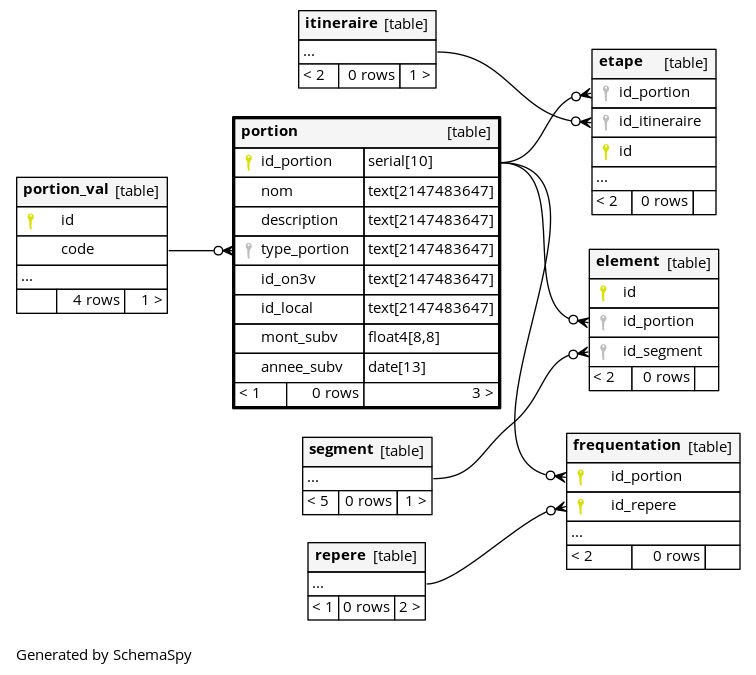 itineraire [table]
...
< 2 0 rows 1 >
etape [table]
id_portion
id_itineraire
id
...
< 2 0 rows
portion [table]
id_portion serial[10]
nom text[2147483647]
description text[2147483647]
type_portion text[2147483647]
id_on3v text[2147483647]
id_local text[2147483647]
mont_subv float4[8,8]
annee_subv date[13]
< 1 0 rows 3 >
portion_val [table]
id
code
...
4 rows 1 >
element [table]
id
id_portion
id_segment
< 2 0 rows
segment [table]
...
< 5 0 rows 1 >
frequentation [table]
id_portion
id_repere
...
< 2 0 rows
repere [table]
...
< 1 0 rows 2 >
Generated by SchemaSpy